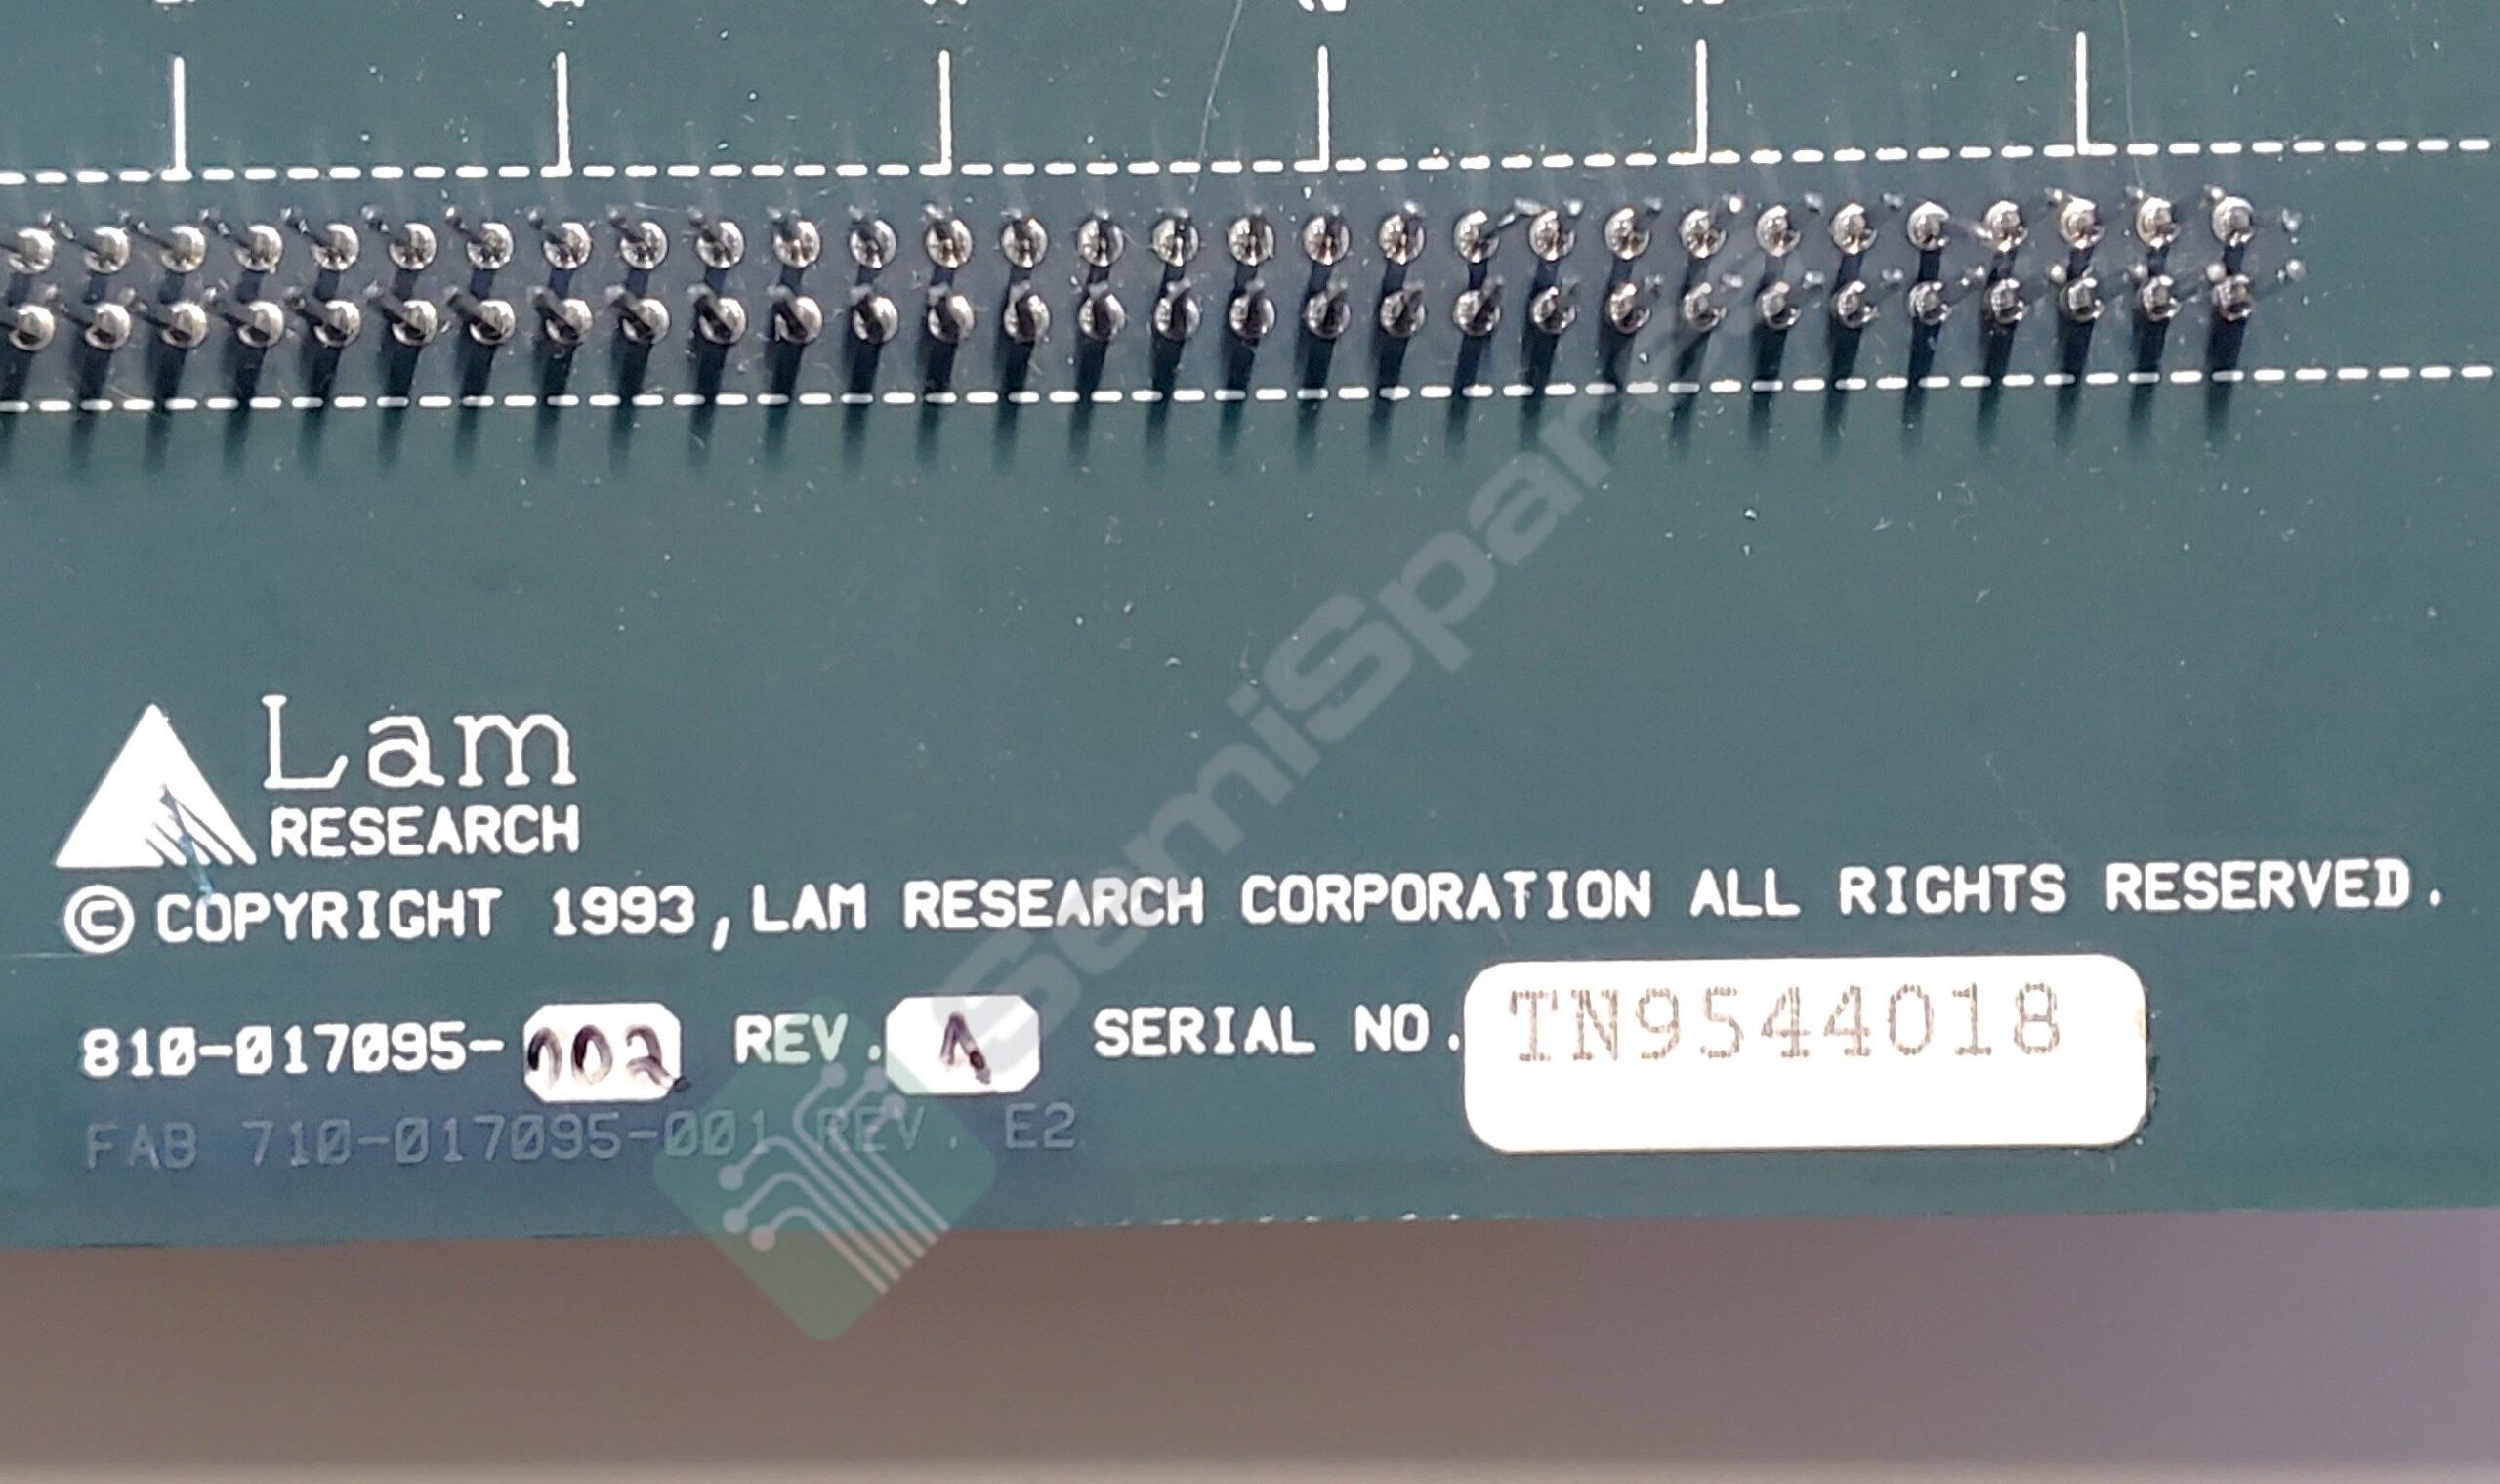 Lam
RESEARCH
© COPYRIGHT 1993, LAM RESEARCH CORPORATION ALL RIGHTS RESERVED.
810-017095-002 REV. A SERIAL NO. TN9544018
FAB 710-017095-001 REV. E2
SemiSpares